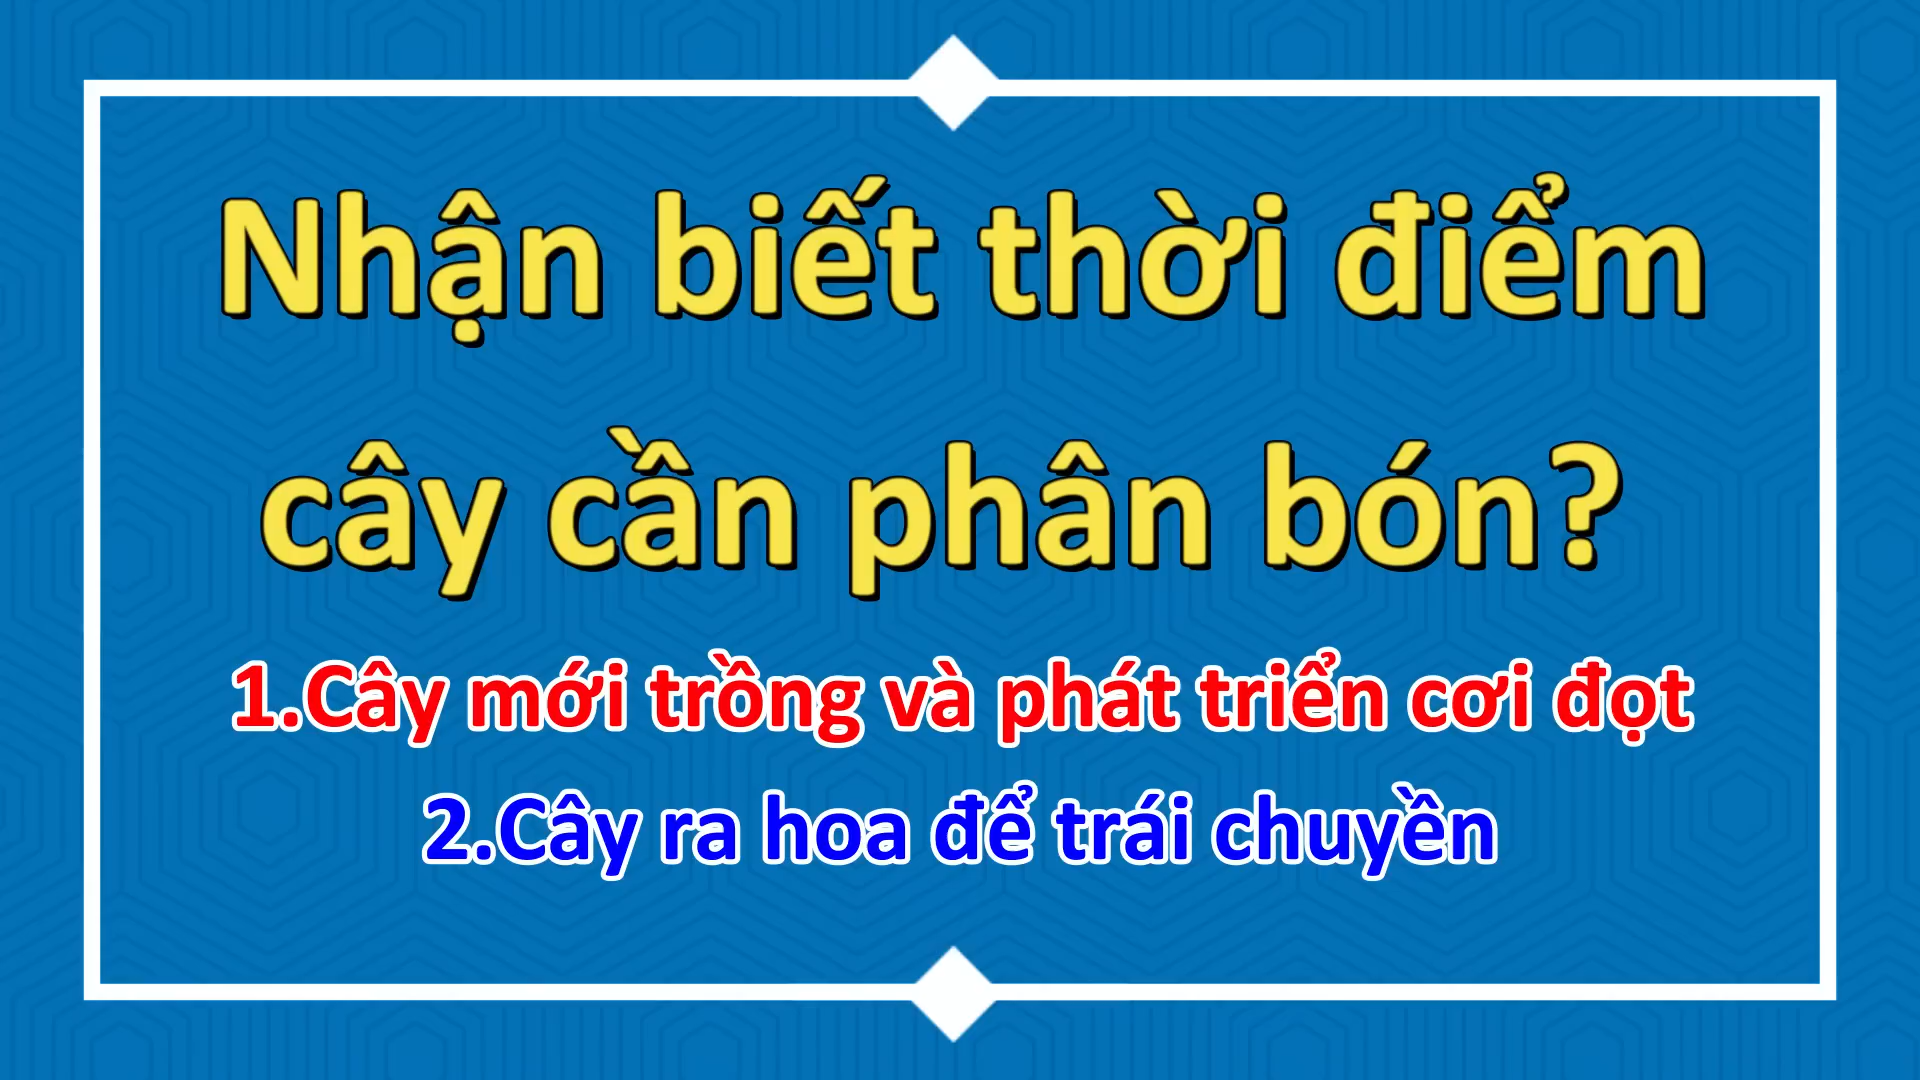 Nhận biết thời điểm
cây cần phân bón?
1.Cây mới trồng và phát triển cơi đọt
2.Cây ra hoa để trái chuyền